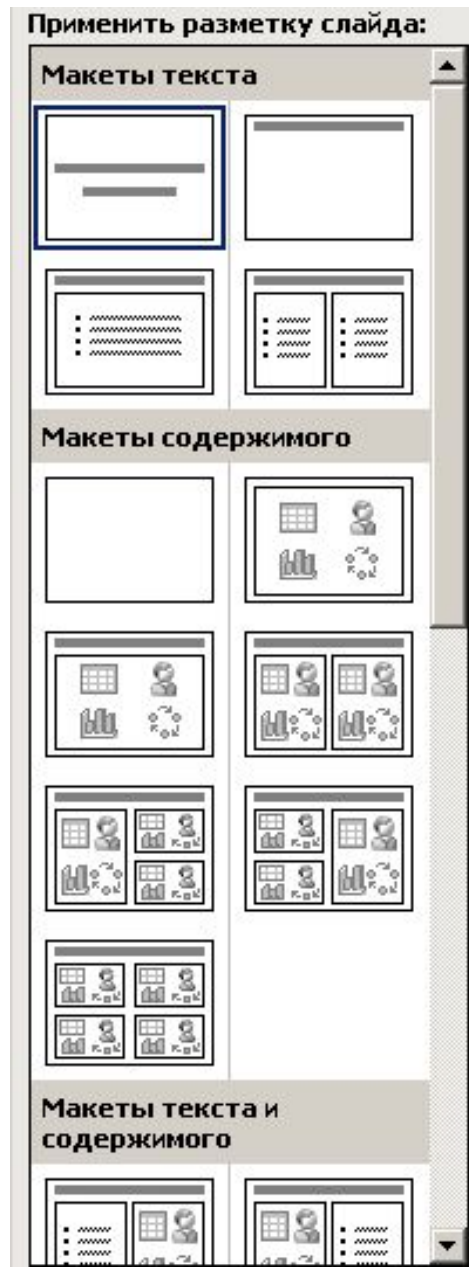 Применить разметку слайда:
Макеты текста
Макеты содержимого
Макеты текста и
содержимого